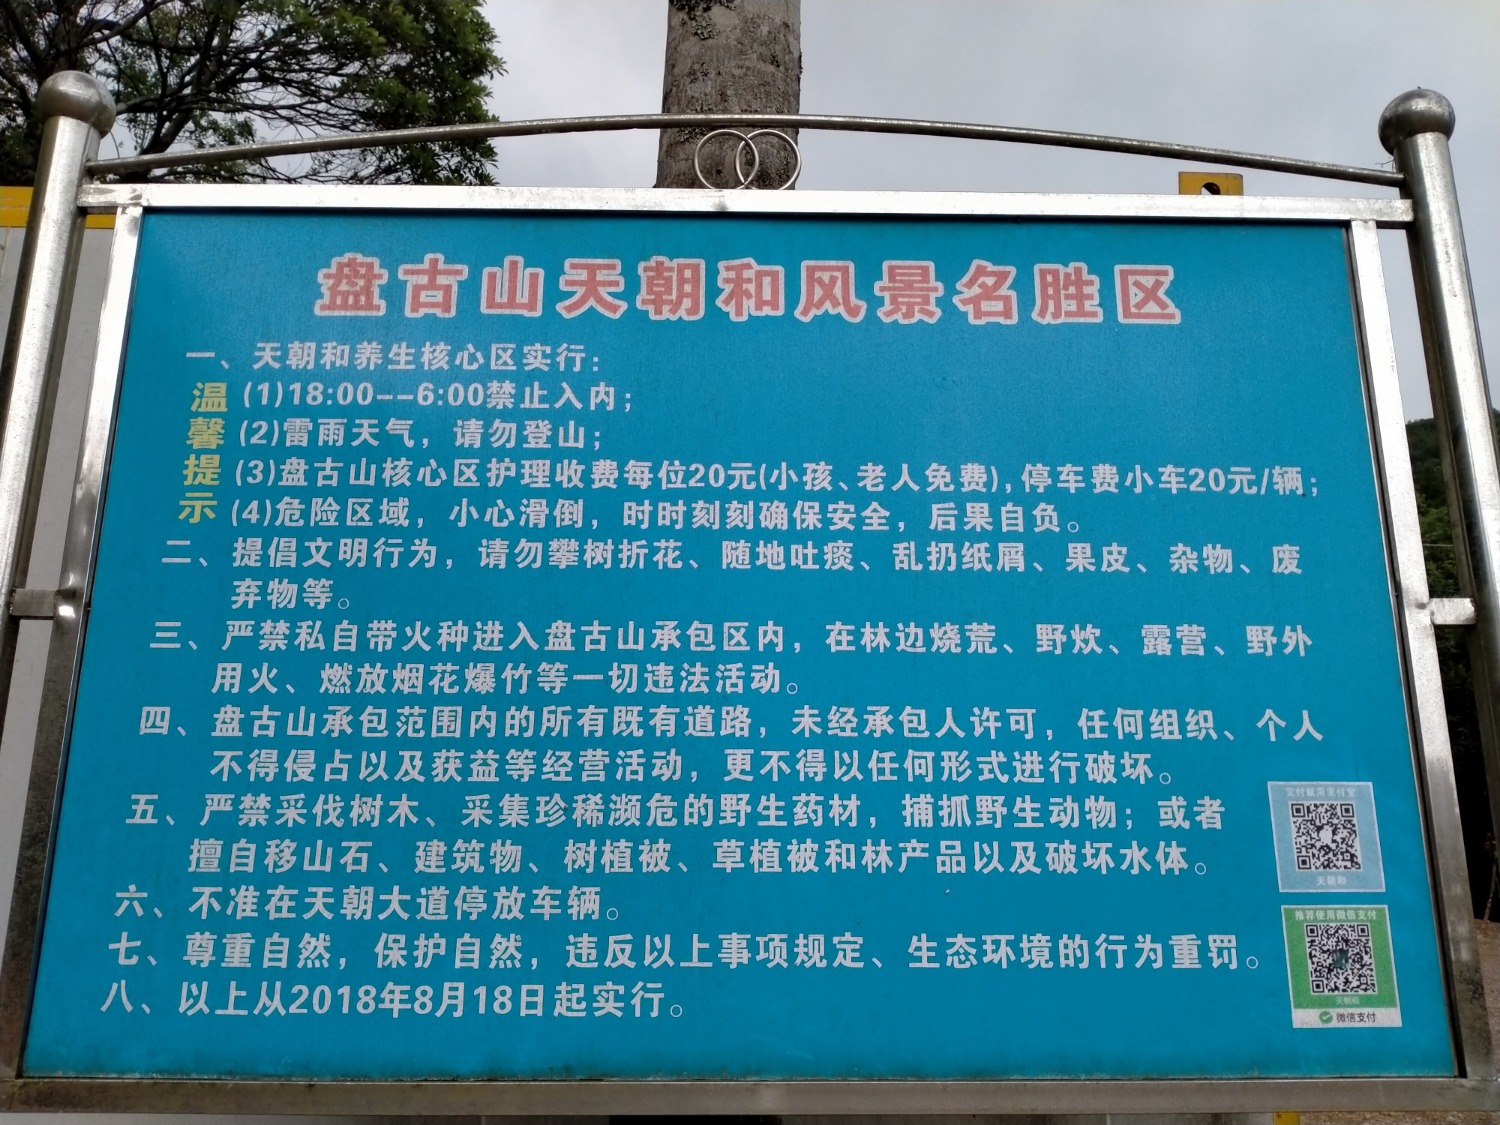 盘古山天朝和风景名胜区
一、天朝和养生核心区实行：
温馨提示
(1)18:00--6:00禁止入内；
(2)雷雨天气，请勿登山；
(3)盘古山核心区护理收费每位20元(小孩、老人免费)，停车费小车20元/辆；
(4)危险区域，小心滑倒，时时刻刻确保安全，后果自负。
二、提倡文明行为，请勿攀树折花、随地吐痰、乱扔纸屑、果皮、杂物、废
弃物等。
三、严禁私自带火种进入盘古山承包区内，在林边烧荒、野炊、露营、野外
用火、燃放烟花爆竹等一切违法活动。
四、盘古山承包范围内的所有既有道路，未经承包人许可，任何组织、个人
不得侵占以及获益等经营活动，更不得以任何形式进行破坏。
五、严禁采伐树木、采集珍稀濒危的野生药材，捕抓野生动物；或者
擅自移山石、建筑物、树植被、草植被和林产品以及破坏水体。
六、不准在天朝大道停放车辆。
七、尊重自然，保护自然，违反以上事项规定、生态环境的行为重罚。
八、以上从2018年8月18日起实行。
支付就用支付宝
天朝和
推荐使用微信支付
天朝和
微信支付